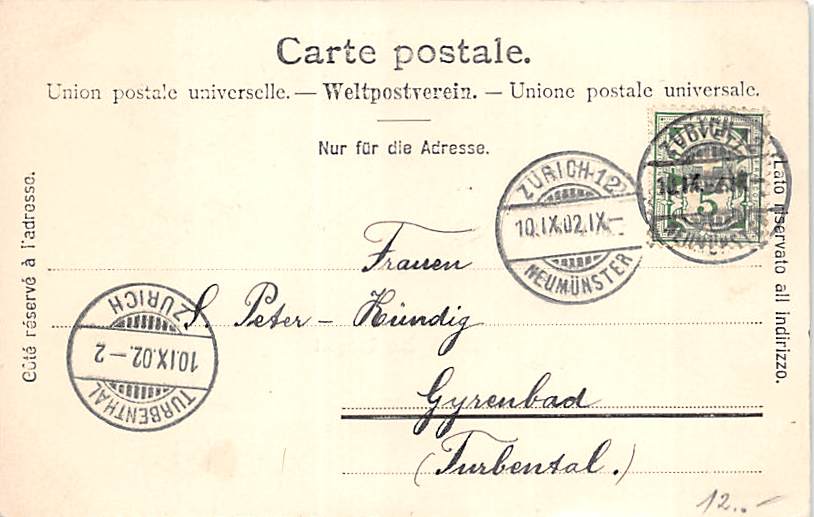 Carte postale.
Union postale universelle. — Weltpostverein. — Unione postale universale.
Nur für die Adresse.
Côté réservé à l'adresse.
Lato riservato all indirizzo.
5
ZÜRICH-12
10.IX.02.IX-
NEUMÜNSTER
Frauen
S. Peter - Hündig
Gyrenbad
(Turbental.)
ZÜRICH
10.IX.02.-2
TURBENTHAL
12..-